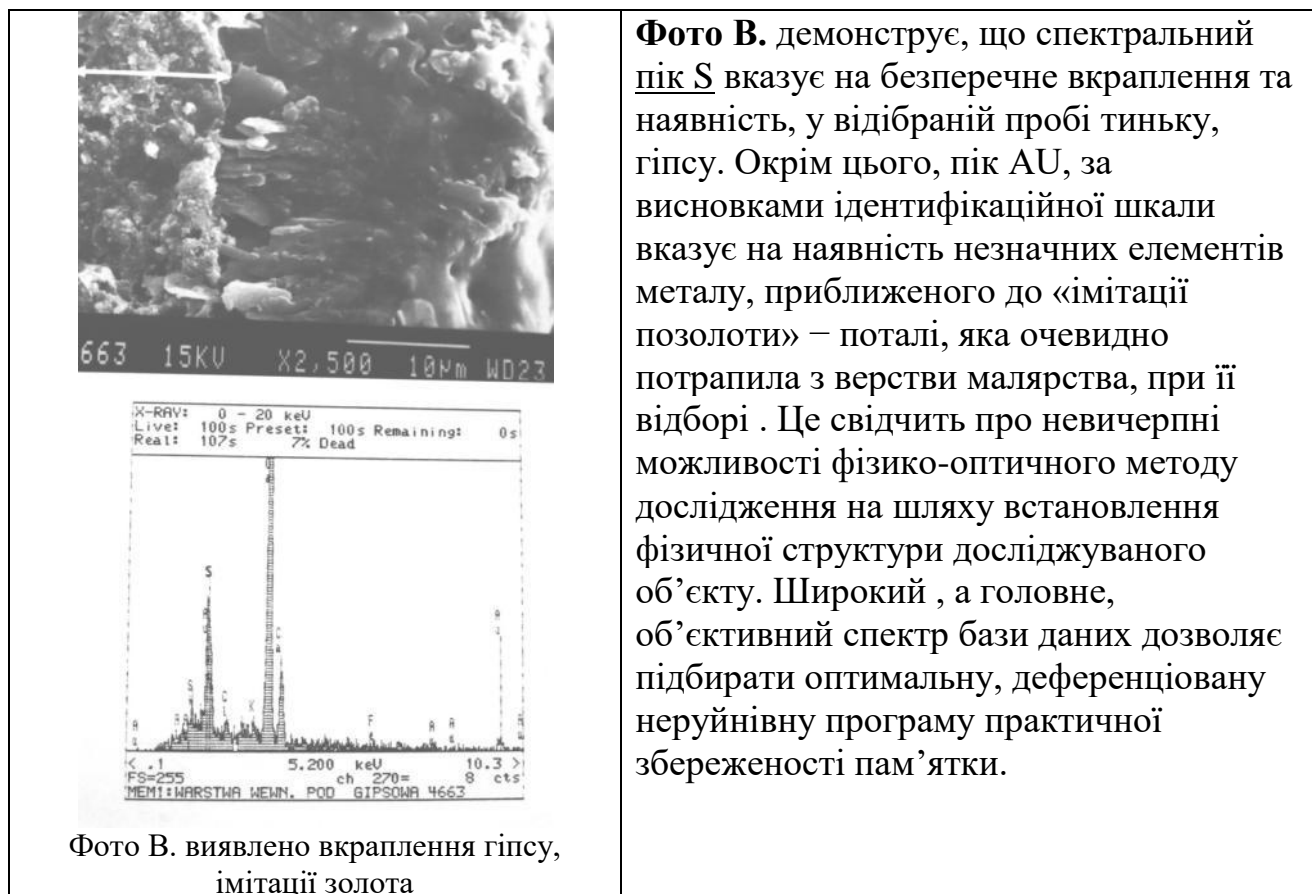 663 15KV X2,500 10µm WD23
X-RAY: 0 - 20 keV
Live: 100s Preset: 100s Remaining: 0s
Real: 107s 7% Dead
S
S
K
F
A
A
A
A
< .1 5.200 keV 10.3 >
FS=255 ch 270= 8 cts
MEM1:WARSTWA WEWN. POD GIPSOWA 4663
Фото В. виявлено вкраплення гіпсу,
імітації золота
Фото В. демонструє, що спектральний
пік S вказує на безперечне вкраплення та
наявність, у відібраній пробі тиньку,
гіпсу. Окрім цього, пік AU, за
висновками ідентифікаційної шкали
вказує на наявність незначних елементів
металу, приближеного до «імітації
позолоти» − поталі, яка очевидно
потрапила з верстви малярства, при її
відборі . Це свідчить про невичерпні
можливості фізико-оптичного методу
дослідження на шляху встановлення
фізичної структури досліджуваного
об’єкту. Широкий , а головне,
об’єктивний спектр бази даних дозволяє
підбирати оптимальну, деференційовану
неруйнівну програму практичної
збереженості пам’ятки.